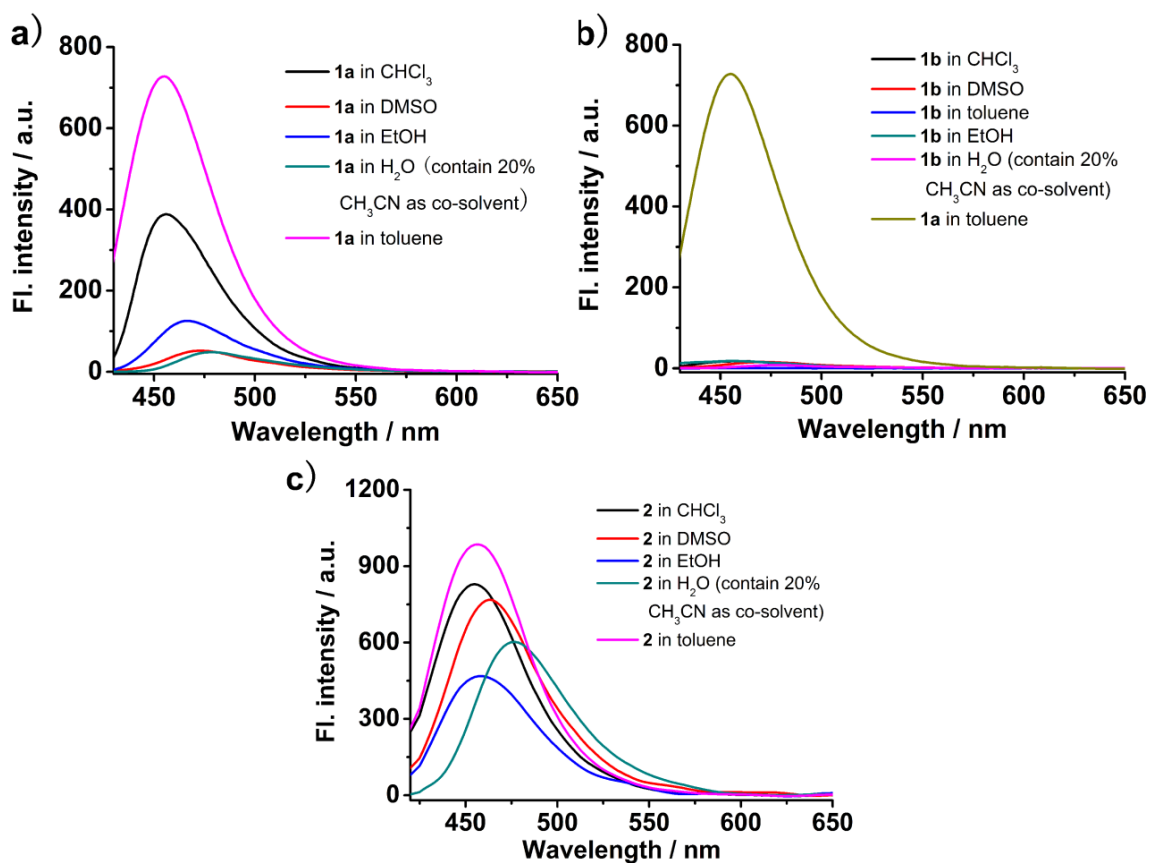 a)
800
600
400
200
0
Fl. intensity / a.u.
450 500 550 600 650
Wavelength / nm
1a in CHCl₃
1a in DMSO
1a in EtOH
1a in H₂O (contain 20%
CH₃CN as co-solvent)
1a in toluene
b)
800
600
400
200
0
Fl. intensity / a.u.
450 500 550 600 650
Wavelength / nm
1b in CHCl₃
1b in DMSO
1b in toluene
1b in EtOH
1b in H₂O (contain 20%
CH₃CN as co-solvent)
1a in toluene
c)
1200
900
600
300
0
Fl. intensity / a.u.
450 500 550 600 650
Wavelength / nm
2 in CHCl₃
2 in DMSO
2 in EtOH
2 in H₂O (contain 20%
CH₃CN as co-solvent)
2 in toluene